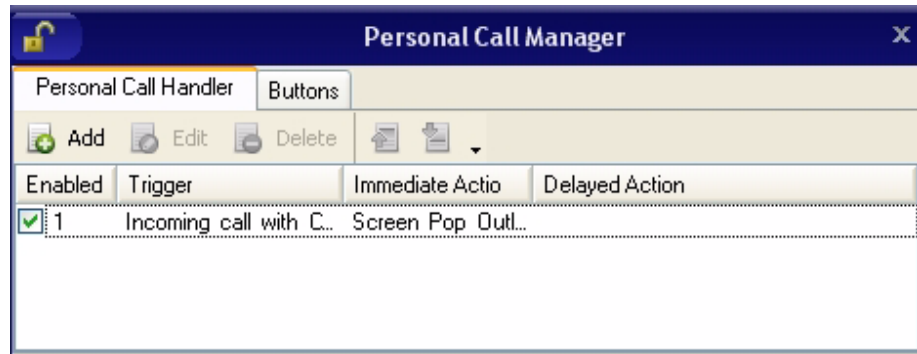 Personal Call Manager x
Personal Call Handler Buttons
Add Edit Delete
Enabled Trigger Immediate Actio Delayed Action
1 Incoming call with C... Screen Pop Outl...